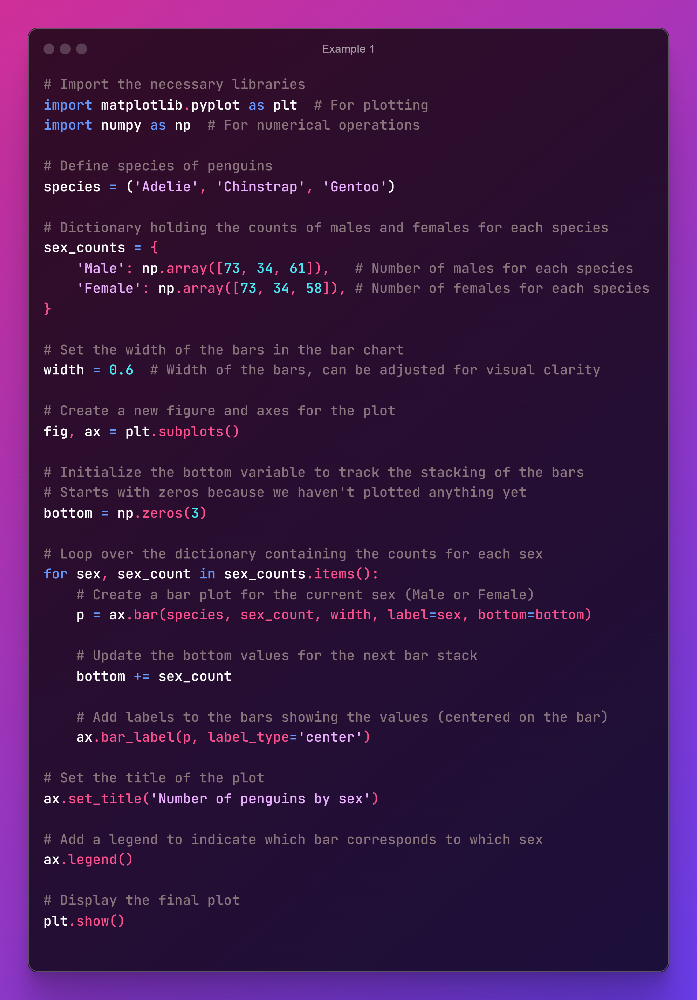 Example 1
# Import the necessary libraries
import matplotlib.pyplot as plt  # For plotting
import numpy as np  # For numerical operations

# Define species of penguins
species = ('Adelie', 'Chinstrap', 'Gentoo')

# Dictionary holding the counts of males and females for each species
sex_counts = {
    'Male': np.array([73, 34, 61]),   # Number of males for each species
    'Female': np.array([73, 34, 58]), # Number of females for each species
}

# Set the width of the bars in the bar chart
width = 0.6  # Width of the bars, can be adjusted for visual clarity

# Create a new figure and axes for the plot
fig, ax = plt.subplots()

# Initialize the bottom variable to track the stacking of the bars
# Starts with zeros because we haven't plotted anything yet
bottom = np.zeros(3)

# Loop over the dictionary containing the counts for each sex
for sex, sex_count in sex_counts.items():
    # Create a bar plot for the current sex (Male or Female)
    p = ax.bar(species, sex_count, width, label=sex, bottom=bottom)

    # Update the bottom values for the next bar stack
    bottom += sex_count

    # Add labels to the bars showing the values (centered on the bar)
    ax.bar_label(p, label_type='center')

# Set the title of the plot
ax.set_title('Number of penguins by sex')

# Add a legend to indicate which bar corresponds to which sex
ax.legend()

# Display the final plot
plt.show()